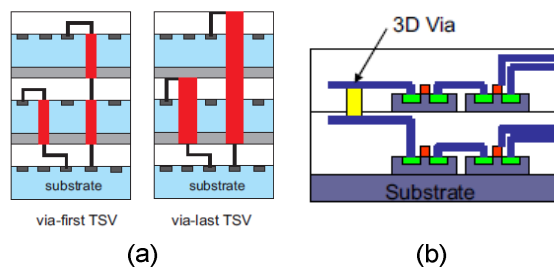 3D Via
substrate
substrate
Substrate
via-first TSV
via-last TSV
(a)
(b)